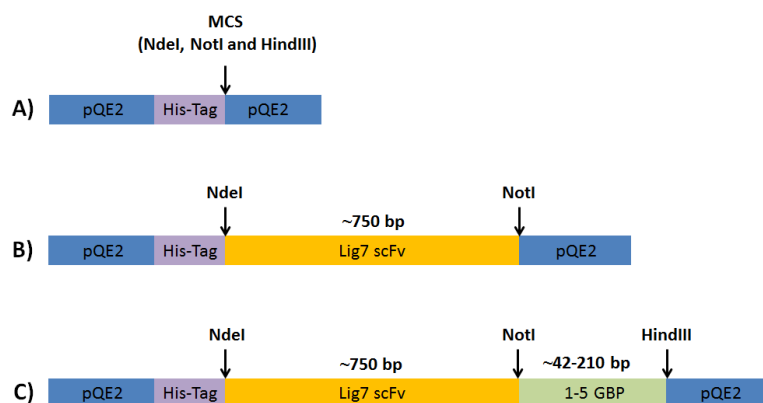 MCS
(NdeI, NotI and HindIII)
A) pQE2 His-Tag pQE2
NdeI NotI
~750 bp
B) pQE2 His-Tag Lig7 scFv pQE2
NdeI NotI HindIII
~750 bp ~42-210 bp
C) pQE2 His-Tag Lig7 scFv 1-5 GBP pQE2